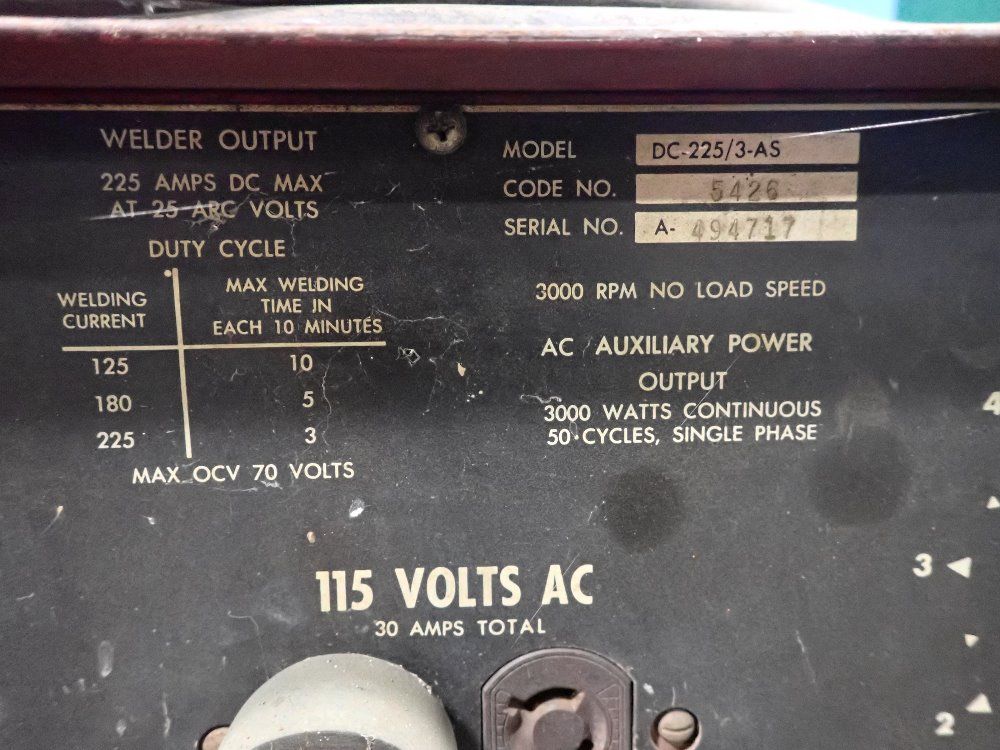 WELDER OUTPUT
225 AMPS DC MAX
AT 25 ARC VOLTS
DUTY CYCLE
WELDING CURRENT
MAX WELDING TIME IN EACH 10 MINUTES
125 10
180 5
225 3
MAX OCV 70 VOLTS
MODEL DC-225/3-AS
CODE NO. 5426
SERIAL NO. A- 494717
3000 RPM NO LOAD SPEED
AC AUXILIARY POWER
OUTPUT
3000 WATTS CONTINUOUS
50 CYCLES, SINGLE PHASE
115 VOLTS AC
30 AMPS TOTAL
4
3
2